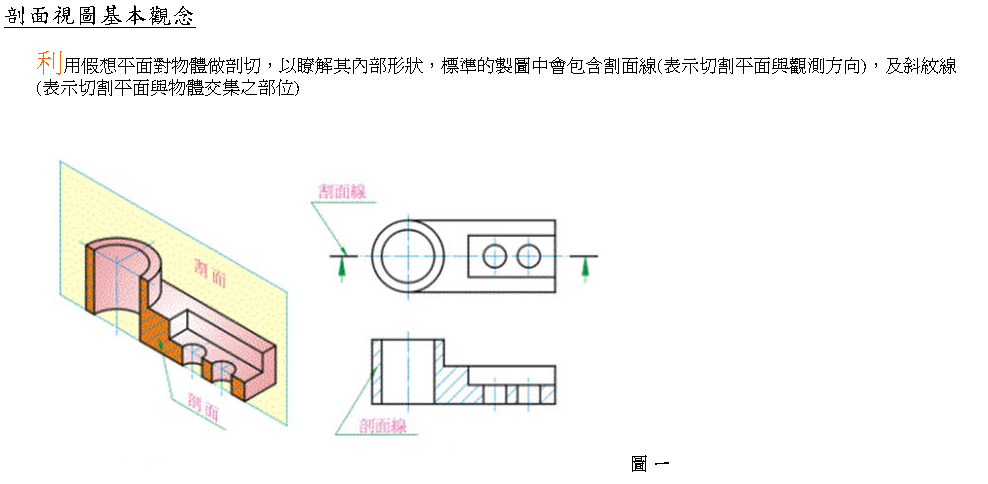 剖面視圖基本觀念
利用假想平面對物體做剖切，以瞭解其內部形狀，標準的製圖中會包含割面線(表示切割平面與觀測方向)，及斜紋線
(表示切割平面與物體交集之部位)
割面線
割面
剖面
剖面線
圖一